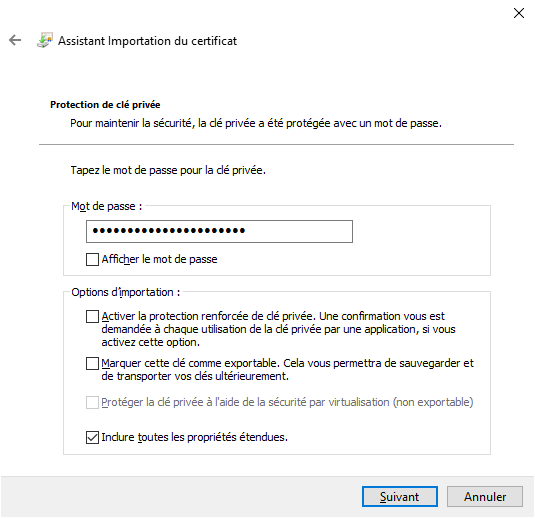 Assistant Importation du certificat
Protection de clé privée
Pour maintenir la sécurité, la clé privée a été protégée avec un mot de passe.
Tapez le mot de passe pour la clé privée.
Mot de passe :
•••••••••••••••••••••••
Afficher le mot de passe
Options d'importation :
Activer la protection renforcée de clé privée. Une confirmation vous est
demandée à chaque utilisation de la clé privée par une application, si vous
activez cette option.
Marquer cette clé comme exportable. Cela vous permettra de sauvegarder et
de transporter vos clés ultérieurement.
Protéger la clé privée à l'aide de la sécurité par virtualisation (non exportable)
Inclure toutes les propriétés étendues.
Suivant
Annuler